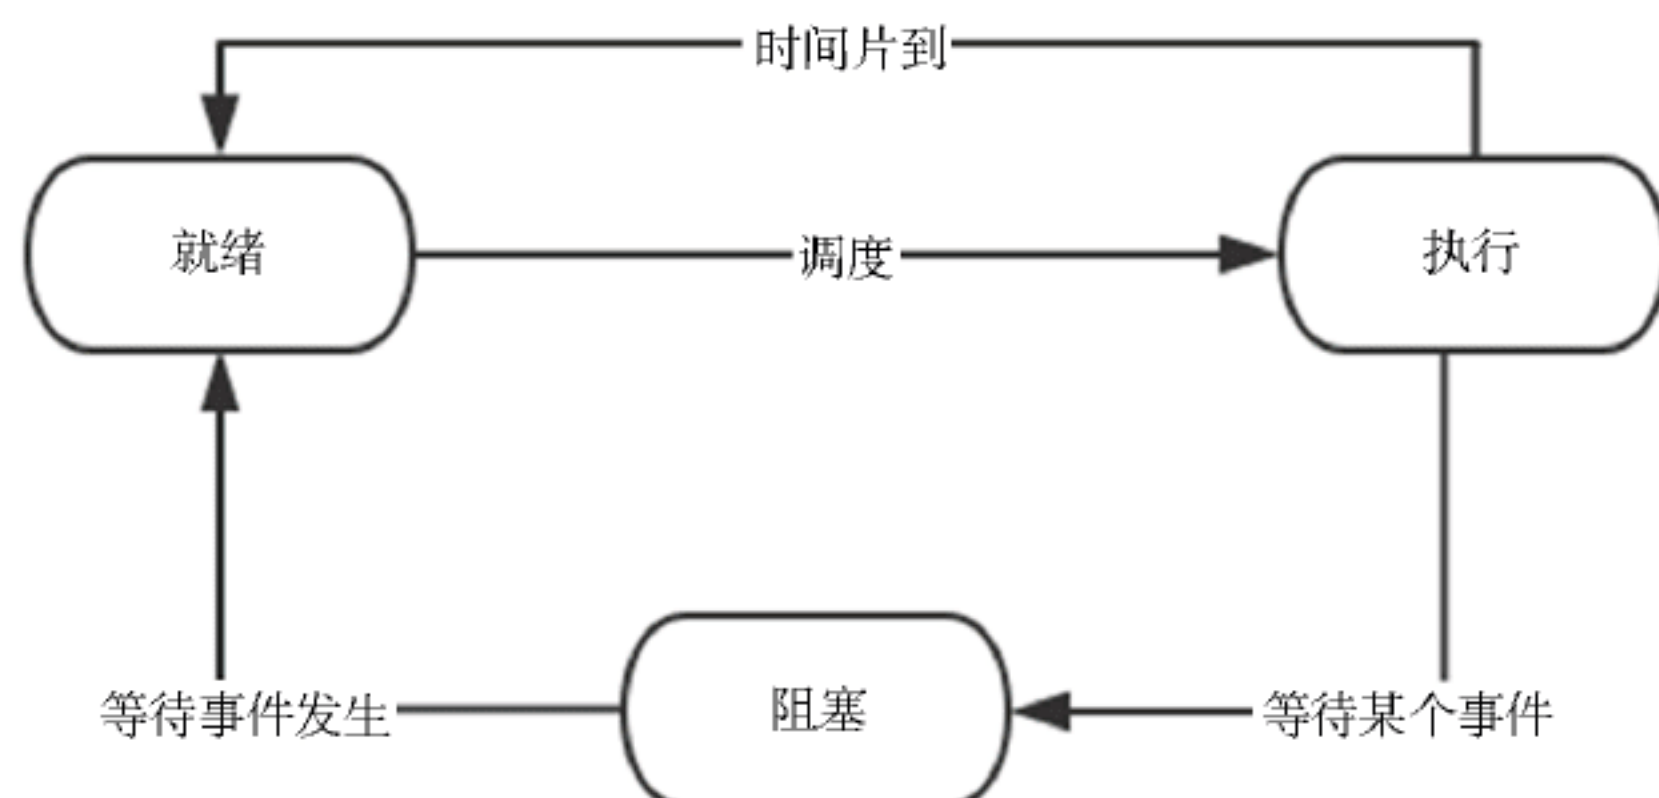 时间片到
就绪
调度
执行
等待事件发生
阻塞
等待某个事件